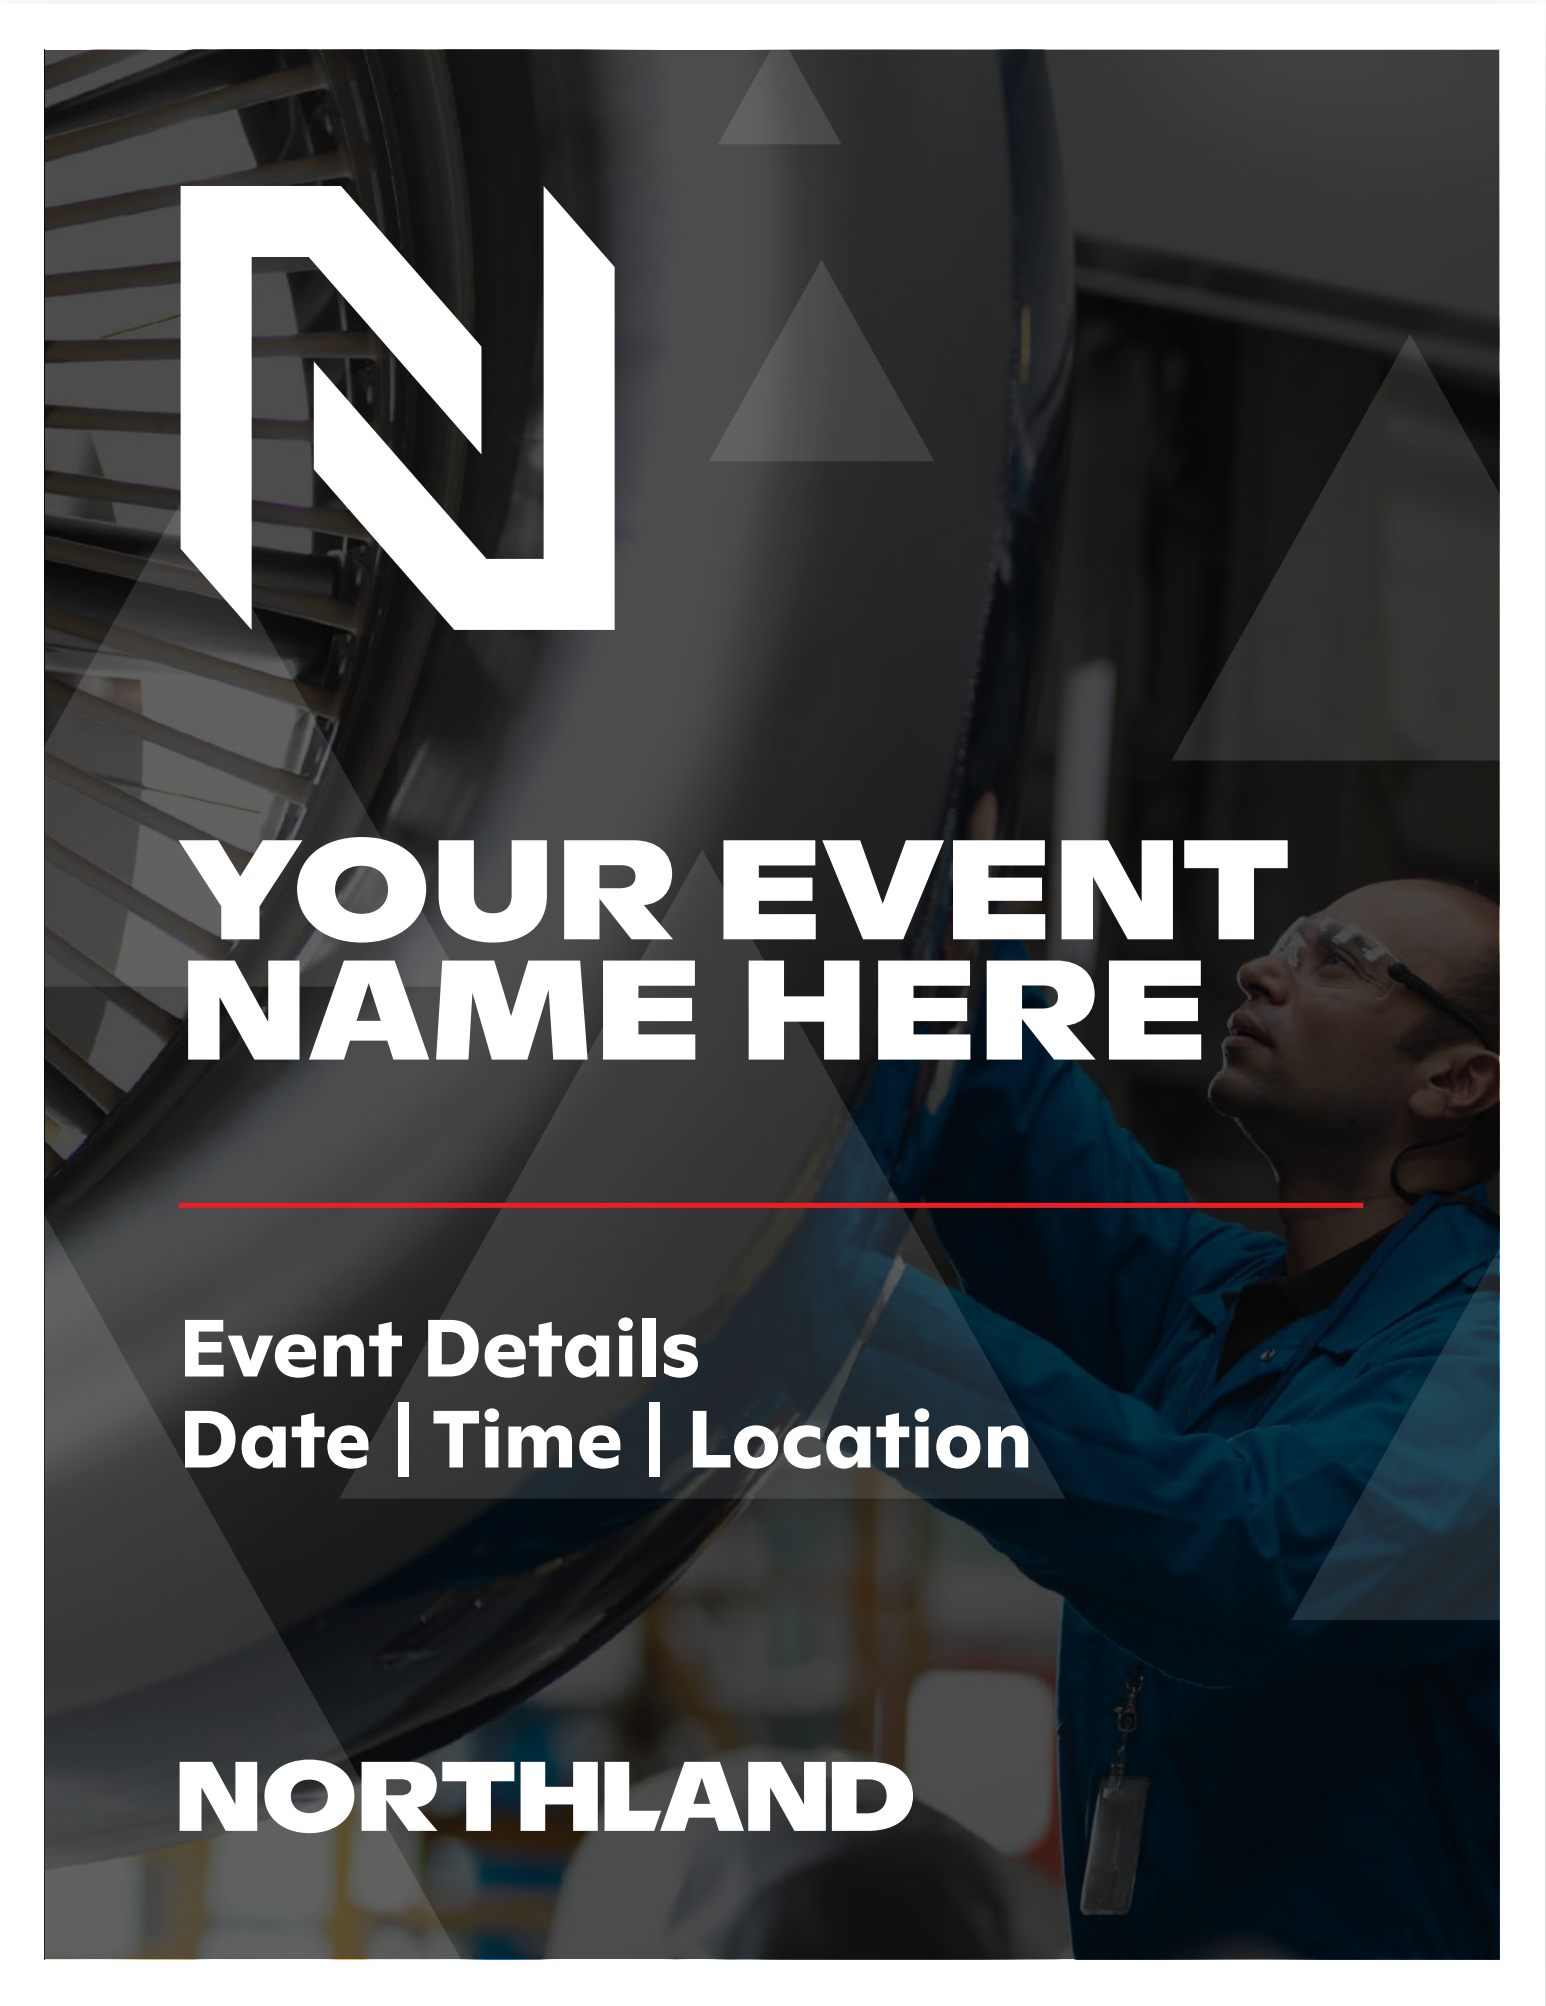 N
YOUR EVENT
NAME HERE
Event Details
Date | Time | Location
NORTHLAND